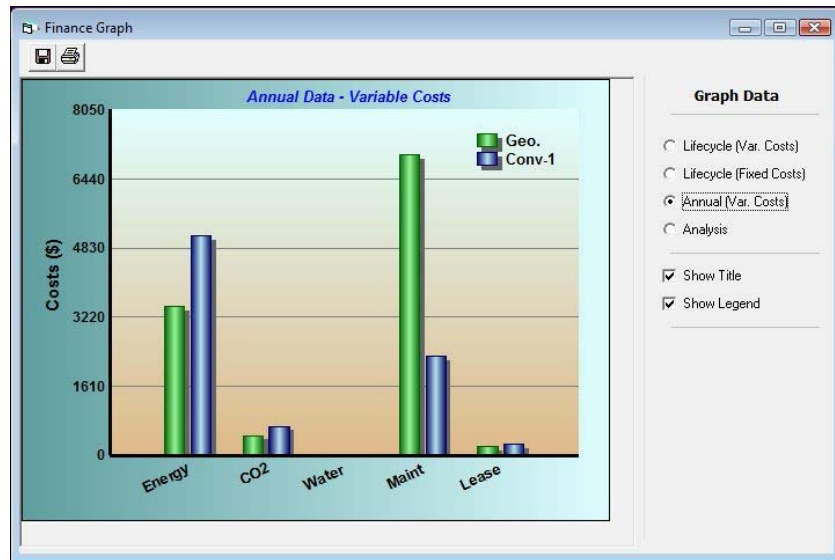 Finance Graph
Annual Data - Variable Costs
Costs ($)
8050
6440
4830
3220
1610
0
Geo.
Conv-1
Energy
CO2
Water
Maint
Lease
Graph Data
Lifecycle (Var. Costs)
Lifecycle (Fixed Costs)
Annual (Var. Costs)
Analysis
Show Title
Show Legend